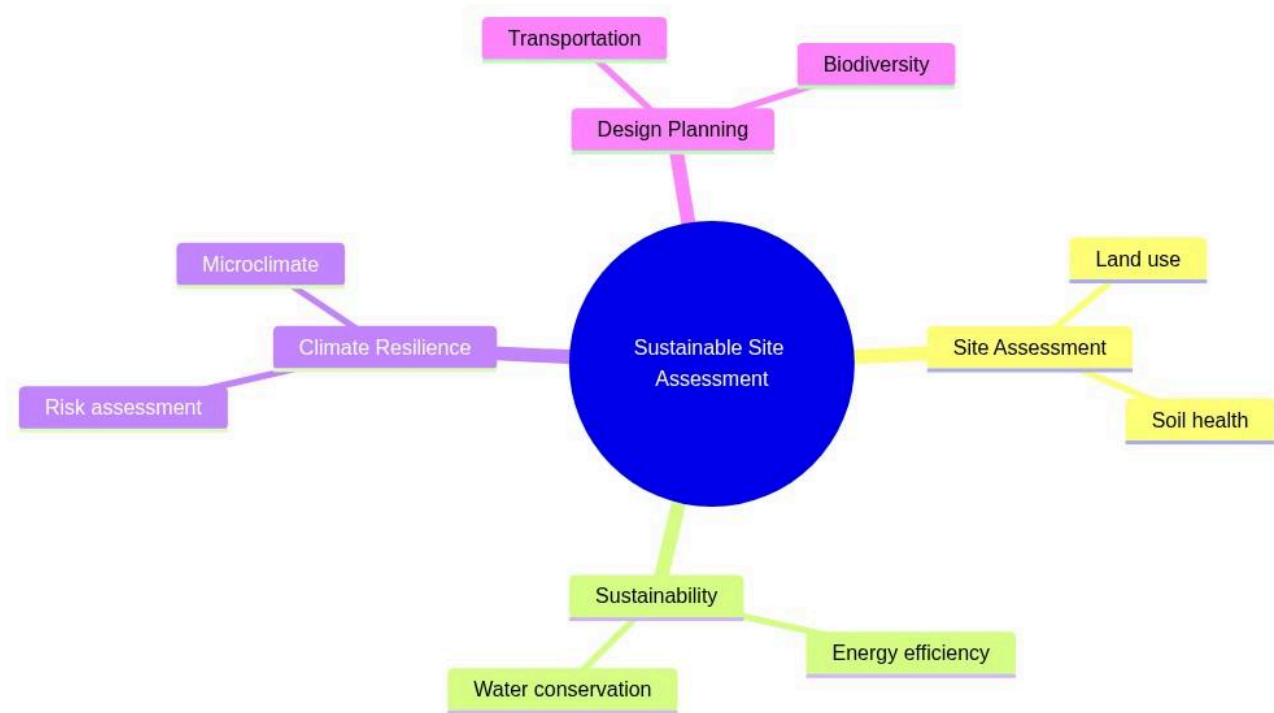 Transportation
Biodiversity
Design Planning
Microclimate
Land use
Climate Resilience
Sustainable Site
Assessment
Site Assessment
Risk assessment
Soil health
Sustainability
Energy efficiency
Water conservation